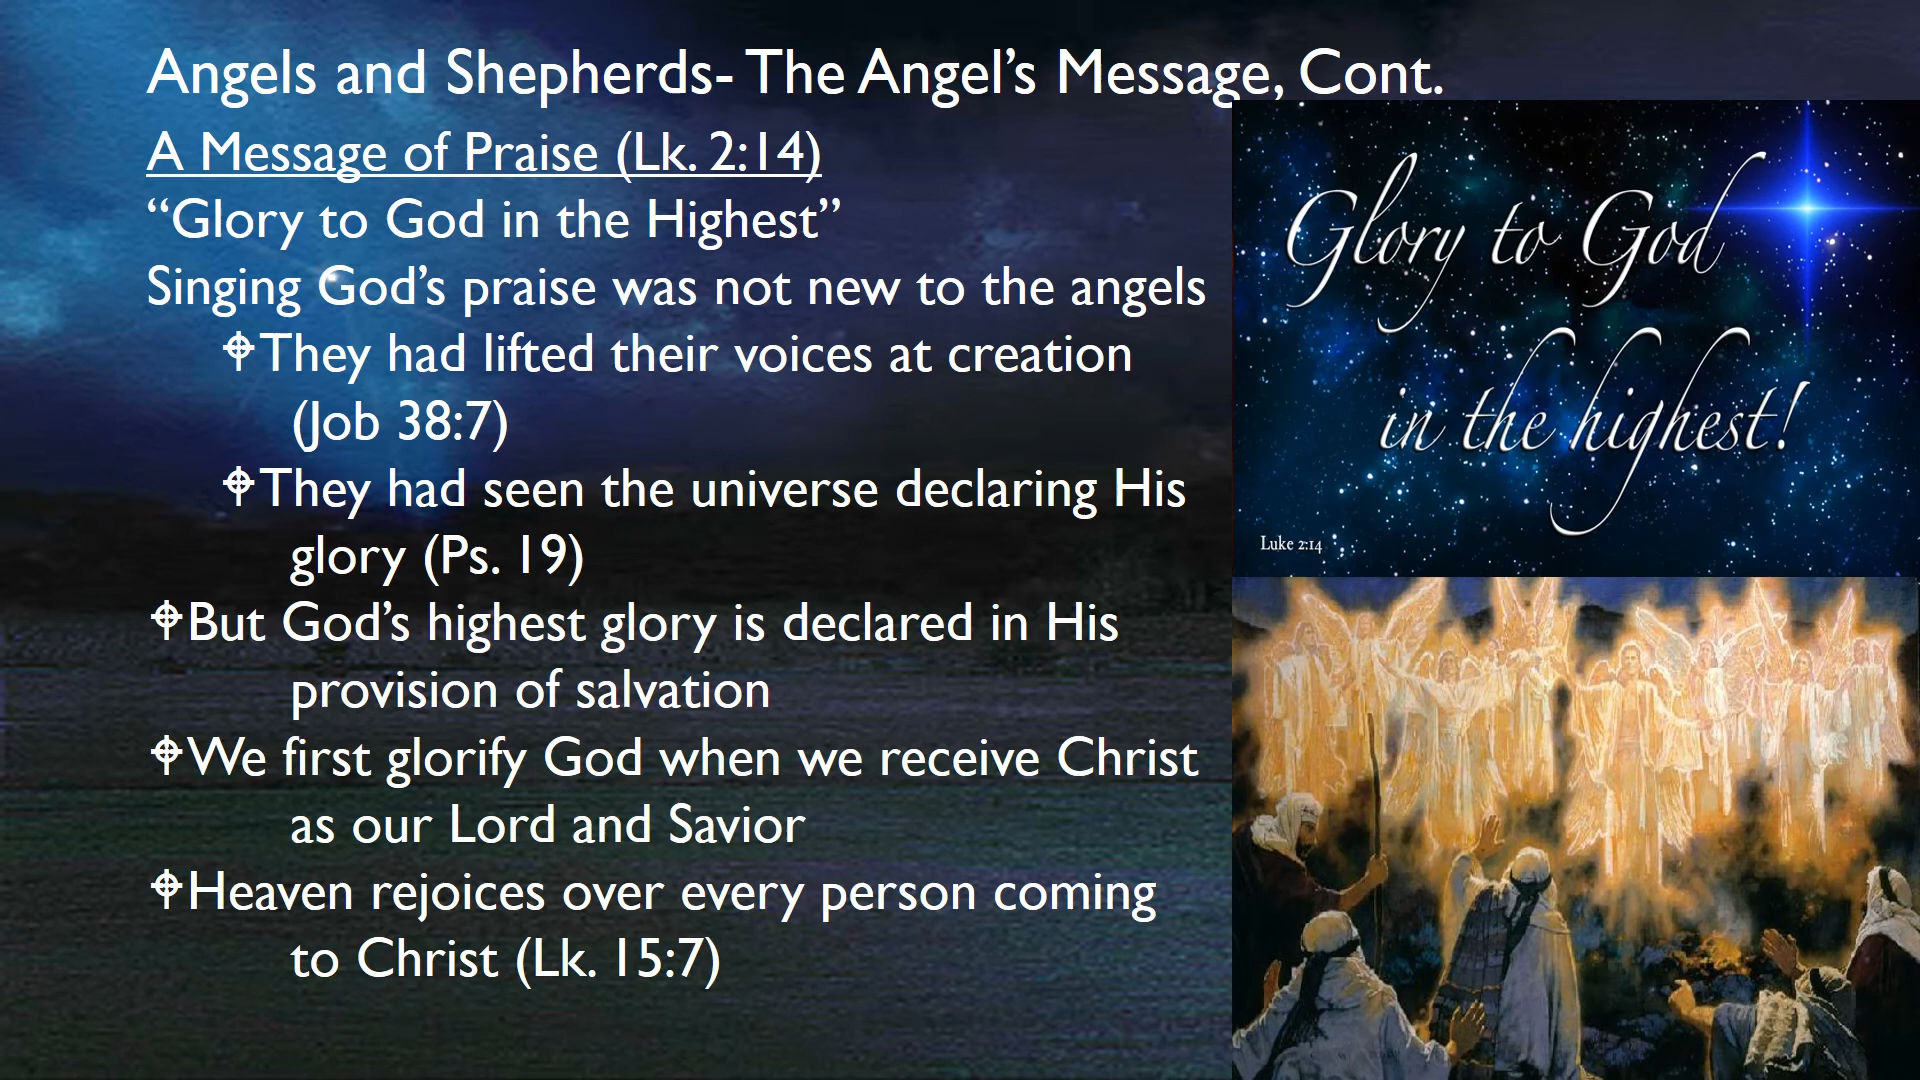 Angels and Shepherds- The Angel’s Message, Cont.
A Message of Praise (Lk. 2:14)
“Glory to God in the Highest”
Singing God’s praise was not new to the angels
They had lifted their voices at creation
(Job 38:7)
They had seen the universe declaring His
glory (Ps. 19)
But God’s highest glory is declared in His
provision of salvation
We first glorify God when we receive Christ
as our Lord and Savior
Heaven rejoices over every person coming
to Christ (Lk. 15:7)
Glory to God
in the highest!
Luke 2:14